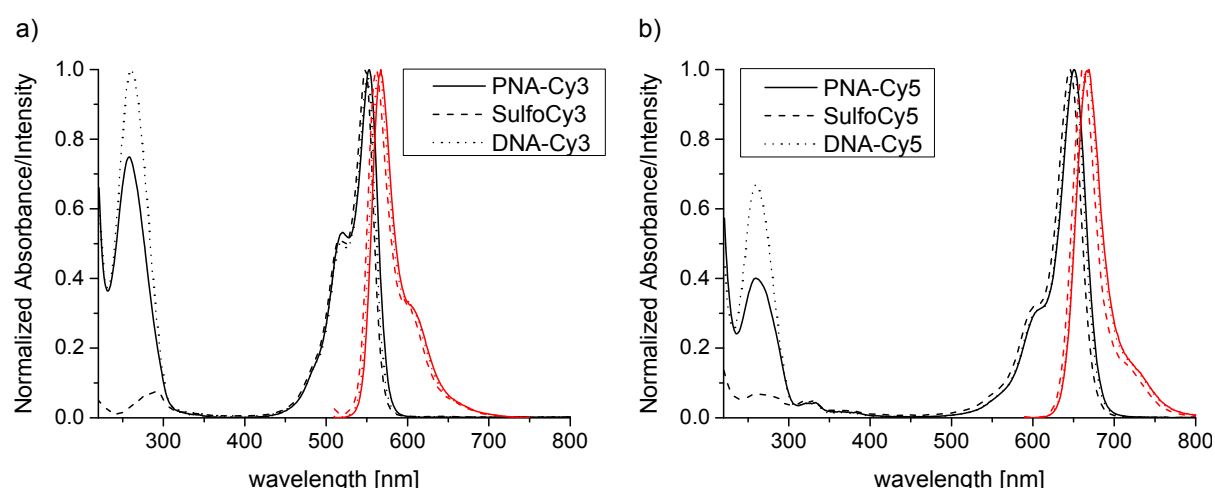 a)
Normalized Absorbance/Intensity
1.0
0.8
0.6
0.4
0.2
0.0
300 400 500 600 700 800
wavelength [nm]
PNA-Cy3
SulfoCy3
DNA-Cy3
b)
Normalized Absorbance/Intensity
1.0
0.8
0.6
0.4
0.2
0.0
300 400 500 600 700 800
wavelength [nm]
PNA-Cy5
SulfoCy5
DNA-Cy5